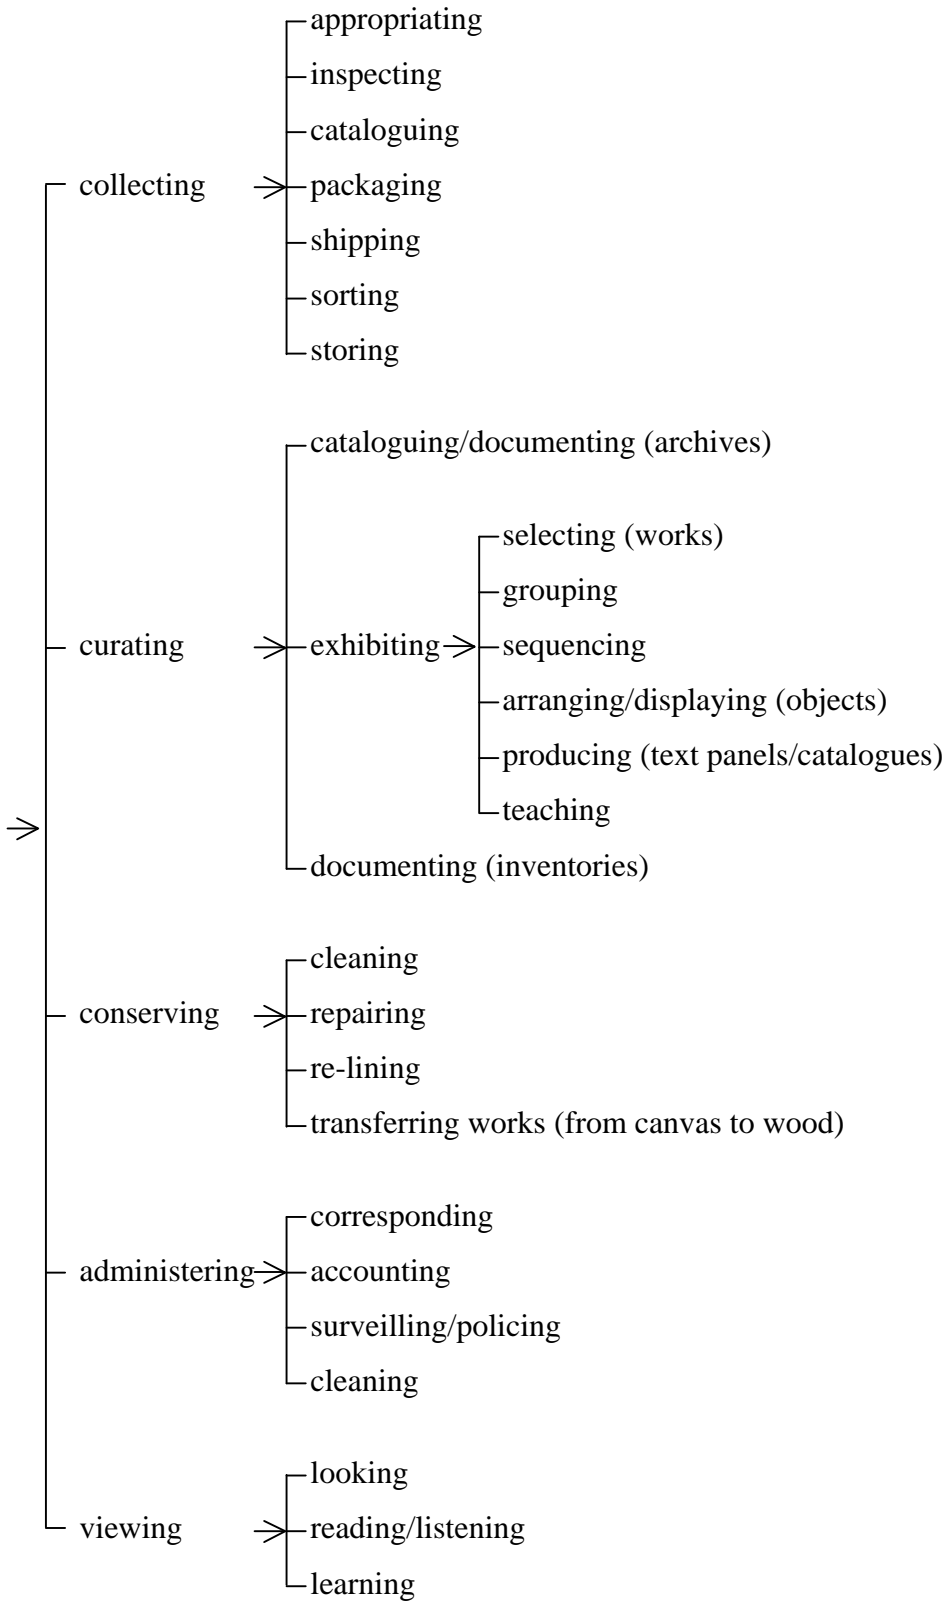 collecting
appropriating
inspecting
cataloguing
packaging
shipping
sorting
storing
curating
cataloguing/documenting (archives)
exhibiting
selecting (works)
grouping
sequencing
arranging/displaying (objects)
producing (text panels/catalogues)
teaching
documenting (inventories)
conserving
cleaning
repairing
re-lining
transferring works (from canvas to wood)
administering
corresponding
accounting
surveilling/policing
cleaning
viewing
looking
reading/listening
learning